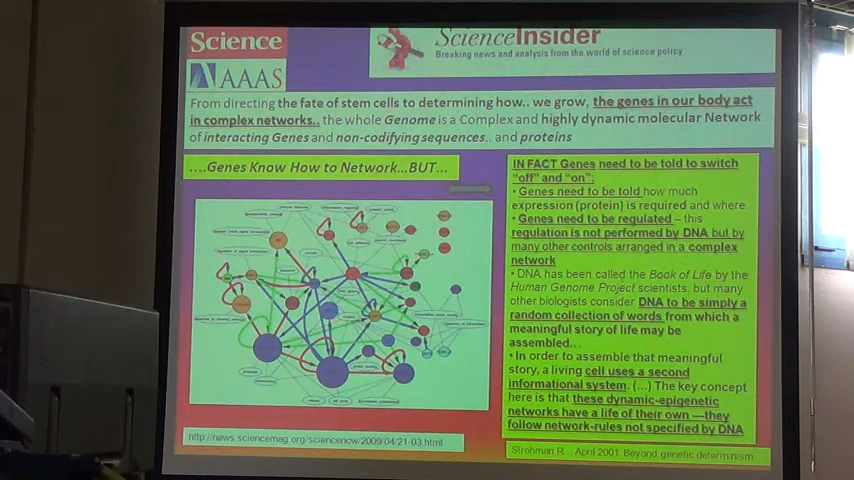 Science
AAAS
ScienceInsider
Breaking news and analysis from the world of science policy
From directing the fate of stem cells to determining how.. we grow, the genes in our body act
in complex networks.. the whole Genome is a Complex and highly dynamic molecular Network
of interacting Genes and non-codifying sequences.. and proteins
....Genes Know How to Network...BUT...
IN FACT Genes need to be told to switch
"off" and "on":
• Genes need to be told how much
expression (protein) is required and where
• Genes need to be regulated – this
regulation is not performed by DNA but by
many other controls arranged in a complex
network
• DNA has been called the Book of Life by the
Human Genome Project scientists, but many
other biologists consider DNA to be simply a
random collection of words from which a
meaningful story of life may be
assembled...
• In order to assemble that meaningful
story, a living cell uses a second
informational system. (...) The key concept
here is that these dynamic-epigenetic
networks have a life of their own —they
follow network-rules not specified by DNA
http://news.sciencemag.org/sciencenow/2009/04/21-03.html
Strohman R... April 2001 Beyond genetic determinism